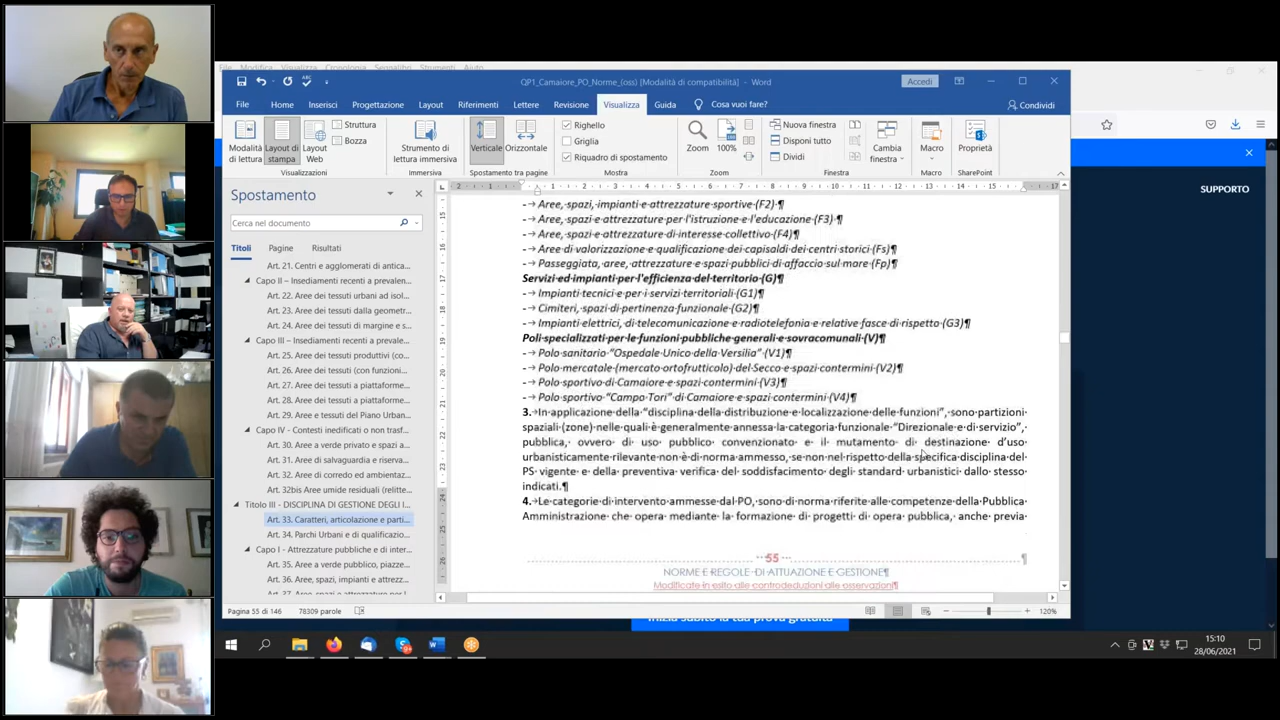 File Modifica Visualizza Cronologia Segnalibri Strumenti Aiuto
QP1_Camaiore_PO_Norme_(oss) [Modalità di compatibilità] - Word
Accedi
File Home Inserisci Progettazione Layout Riferimenti Lettere Revisione Visualizza Guida Cosa vuoi fare? Condividi
Modalità di lettura
Layout di stampa
Layout Web
Struttura
Bozza
Visualizzazioni
Strumento di lettura immersiva
Immersiva
Verticale
Orizzontale
Spostamento tra pagine
Righello
Griglia
Riquadro di spostamento
Mostra
Zoom
100%
Zoom
Nuova finestra
Disponi tutto
Dividi
Cambia finestra
Finestra
Macro
Macro
Proprietà
SharePoint
SUPPORTO
Spostamento
Cerca nel documento
Titoli Pagine Risultati
Art. 21. Centri e agglomerati di antica...
Capo II – Insediamenti recenti a prevalen...
Art. 22. Aree dei tessuti urbani ad isol...
Art. 23. Aree dei tessuti dalla geometr...
Art. 24. Aree dei tessuti di margine e s...
Capo III – Insediamenti recenti a prevale...
Art. 25. Aree dei tessuti produttivi (co...
Art. 26. Aree dei tessuti (con funzioni...
Art. 27. Aree dei tessuti a piattaforme...
Art. 28. Aree dei tessuti a piattaforme...
Art. 29. Aree e tessuti del Piano Urban...
Capo IV - Contesti inedificati o non trasf...
Art. 30. Aree a verde privato e spazi a...
Art. 31. Aree di salvaguardia e riserva...
Art. 32. Aree di corredo ed ambientaz...
Art. 32bis Aree umide residuali (relitte...
Titolo III - DISCIPLINA DI GESTIONE DEGLI I...
Art. 33. Caratteri, articolazione e parti...
Art. 34. Parchi Urbani e di qualificazio...
Capo I - Attrezzature pubbliche e di inter...
Art. 35. Aree a verde pubblico, piazze...
Art. 36. Aree, spazi, impianti e attrezz...
Art. 37. Aree, spazi e attrezzature per l...
- Aree, spazi, impianti e attrezzature sportive (F2)¶
- Aree, spazi e attrezzature per l'istruzione e l'educazione (F3)¶
- Aree, spazi e attrezzature di interesse collettivo (F4)¶
- Aree di valorizzazione e qualificazione dei capisaldi dei centri storici (Fs)¶
- Passeggiata, aree, attrezzature e spazi pubblici di affaccio sul mare (Fp)¶
Servizi ed impianti per l'efficienza del territorio (G)¶
- Impianti tecnici e per i servizi territoriali (G1)¶
- Cimiteri, spazi di pertinenza funzionale (G2)¶
- Impianti elettrici, di telecomunicazione e radiotelefonia e relative fasce di rispetto (G3)¶
Poli specializzati per le funzioni pubbliche generali e sovracomunali (V)¶
- Polo sanitario “Ospedale Unico della Versilia” (V1)¶
- Polo mercatale (mercato ortofrutticolo) del Secco e spazi contermini (V2)¶
- Polo sportivo di Camaiore e spazi contermini (V3)¶
- Polo sportivo “Campo Tori” di Camaiore e spazi contermini (V4)¶
3. In applicazione della “disciplina della distribuzione e localizzazione delle funzioni”, sono partizioni
spaziali (zone) nelle quali è generalmente annessa la categoria funzionale “Direzionale e di servizio”,
pubblica, ovvero di uso pubblico convenzionato e il mutamento di destinazione d’uso
urbanisticamente rilevante non è di norma ammesso, se non nel rispetto della specifica disciplina del
PS vigente e della preventiva verifica del soddisfacimento degli standard urbanistici dallo stesso
indicati.¶
4. Le categorie di intervento ammesse dal PO, sono di norma riferite alle competenze della Pubblica
Amministrazione che opera mediante la formazione di progetti di opera pubblica, anche previa
55
NORME E REGOLE DI ATTUAZIONE E GESTIONE¶
Modificate in esito alle controdeduzioni alle osservazioni¶
Pagina 55 di 146 78309 parole 120%
Inizia subito la tua prova gratuita
15:10
28/06/2021